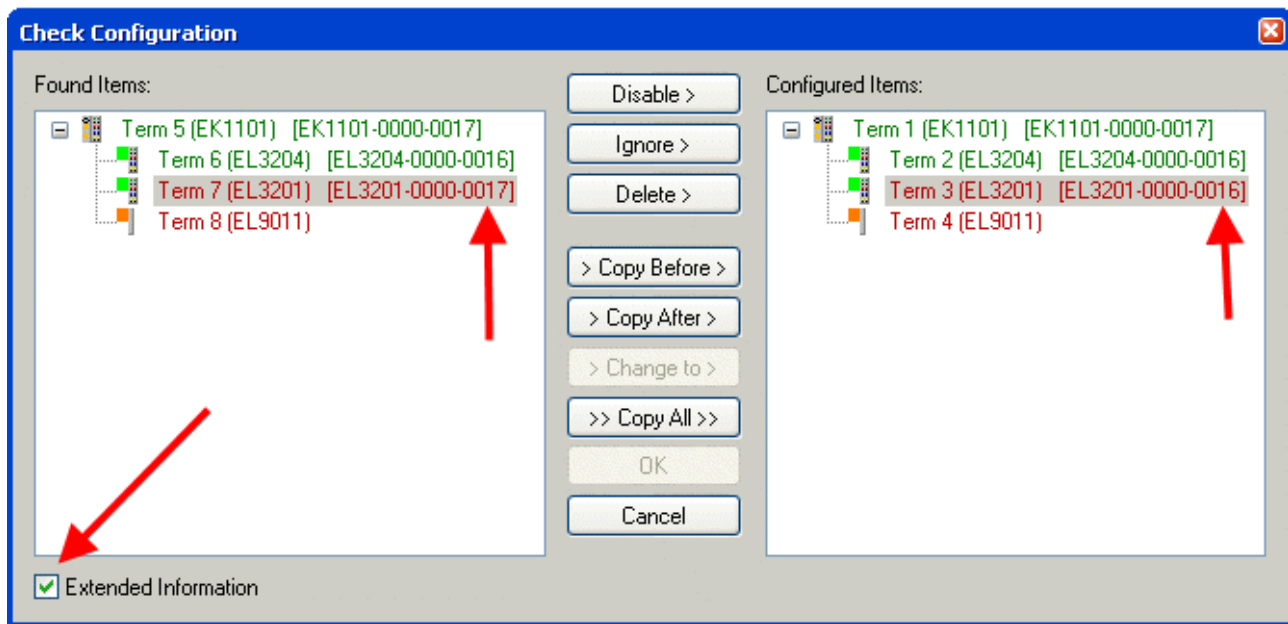 Check Configuration
Found Items:
Term 5 (EK1101) [EK1101-0000-0017]
Term 6 (EL3204) [EL3204-0000-0016]
Term 7 (EL3201) [EL3201-0000-0017]
Term 8 (EL9011)
Disable >
Ignore >
Delete >
> Copy Before >
> Copy After >
> Change to >
>> Copy All >>
OK
Cancel
Configured Items:
Term 1 (EK1101) [EK1101-0000-0017]
Term 2 (EL3204) [EL3204-0000-0016]
Term 3 (EL3201) [EL3201-0000-0016]
Term 4 (EL9011)
Extended Information